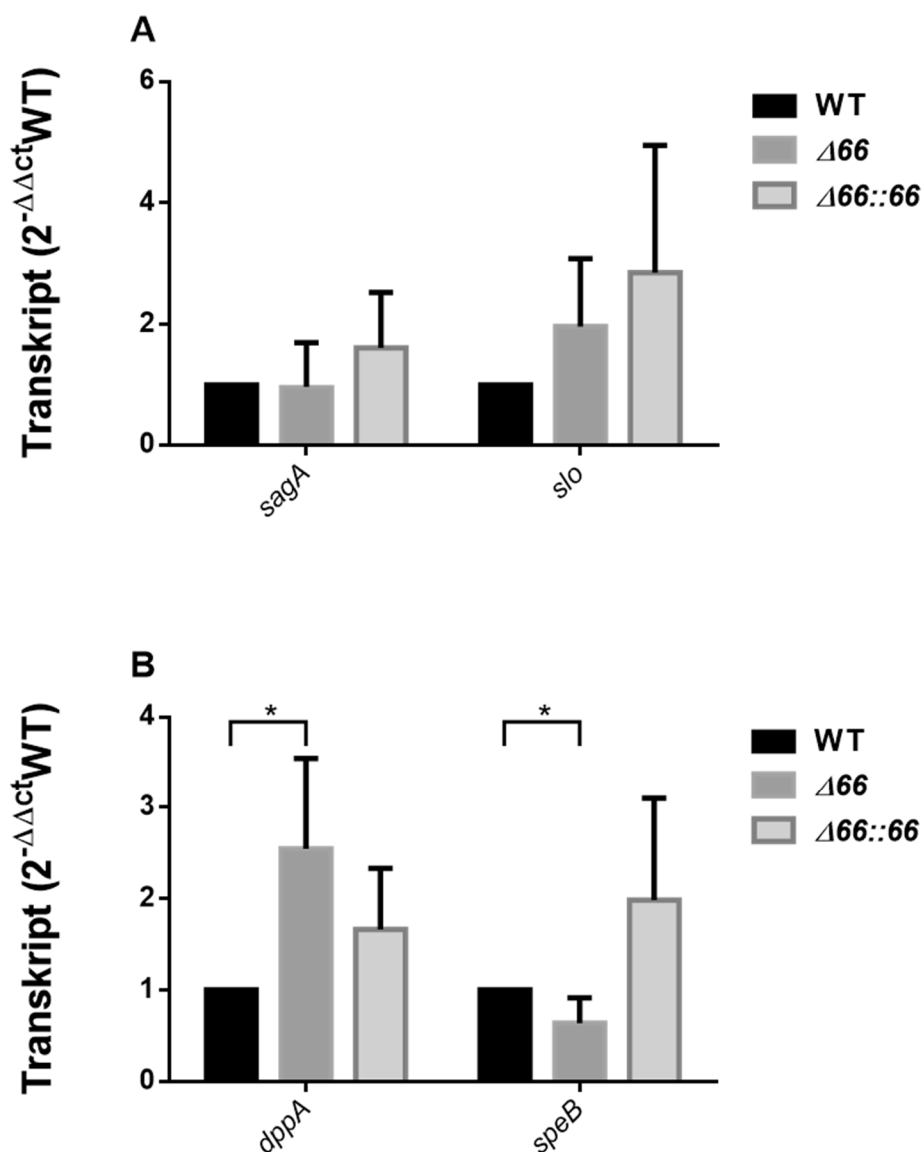 A
Transkript (2-ΔΔctWT)
6
4
2
0
sagA
slo
WT
Δ66
Δ66::66
B
Transkript (2-ΔΔctWT)
4
3
2
1
0
*
*
dppA
speB
WT
Δ66
Δ66::66